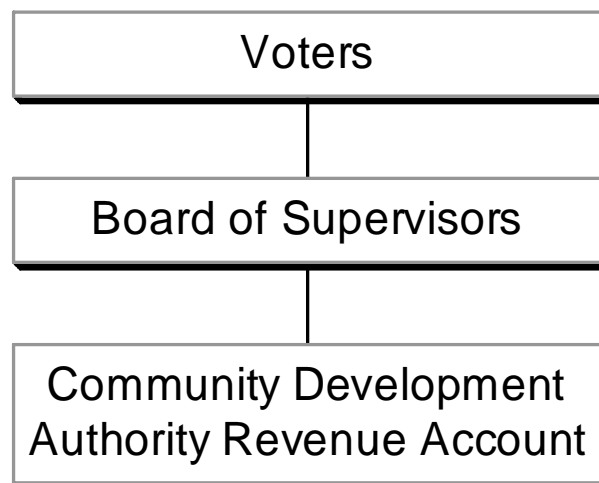 Voters
Board of Supervisors
Community Development
Authority Revenue Account